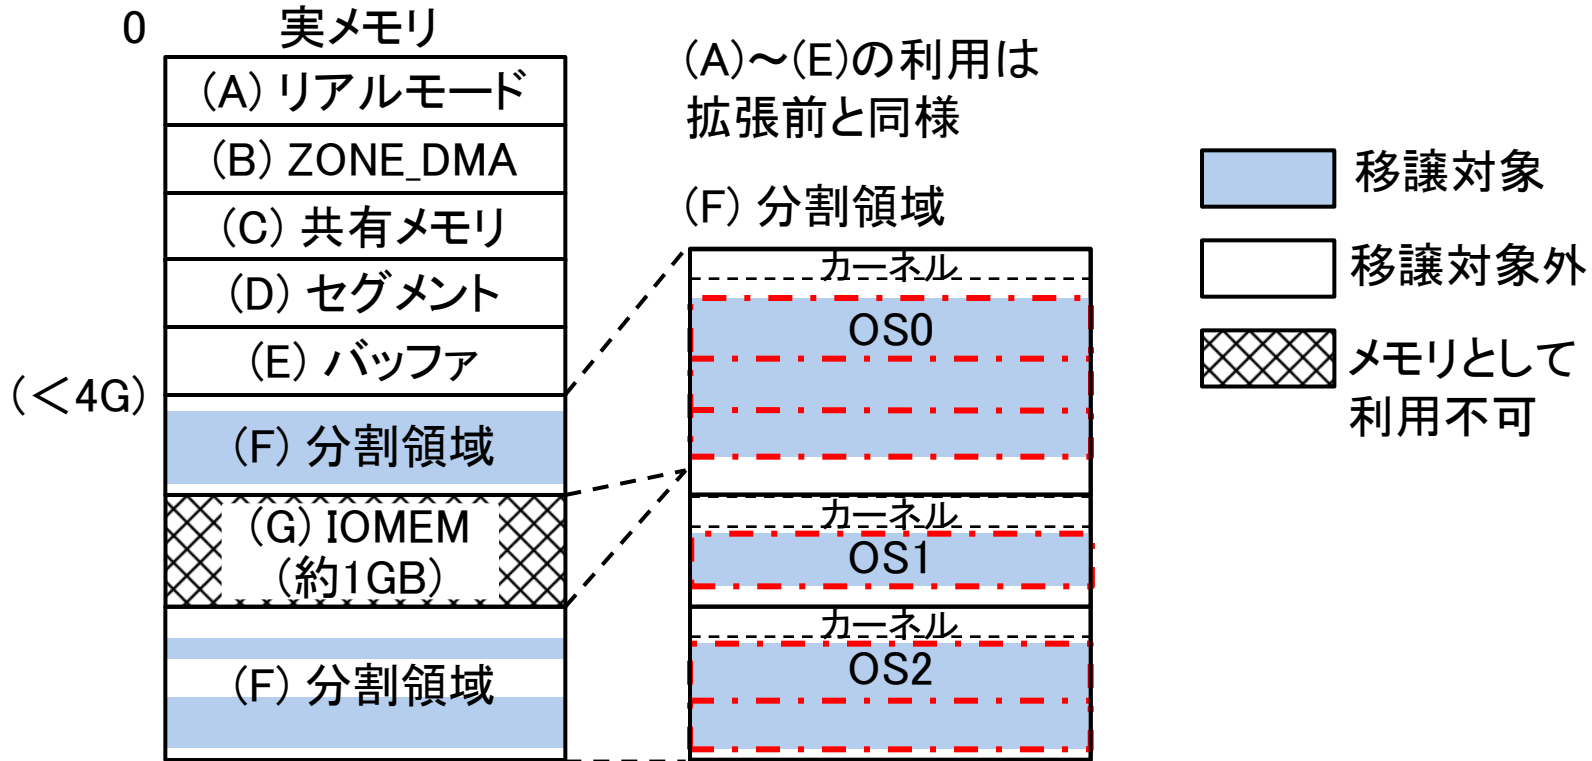 0
実メモリ
(A) リアルモード
(B) ZONE_DMA
(C) 共有メモリ
(D) セグメント
(E) バッファ
(<4G)
(F) 分割領域
(G) IOMEM
(約1GB)
(F) 分割領域
(A)~(E)の利用は
拡張前と同様
(F) 分割領域
カーネル
OS0
カーネル
OS1
カーネル
OS2
移譲対象
移譲対象外
メモリとして
利用不可